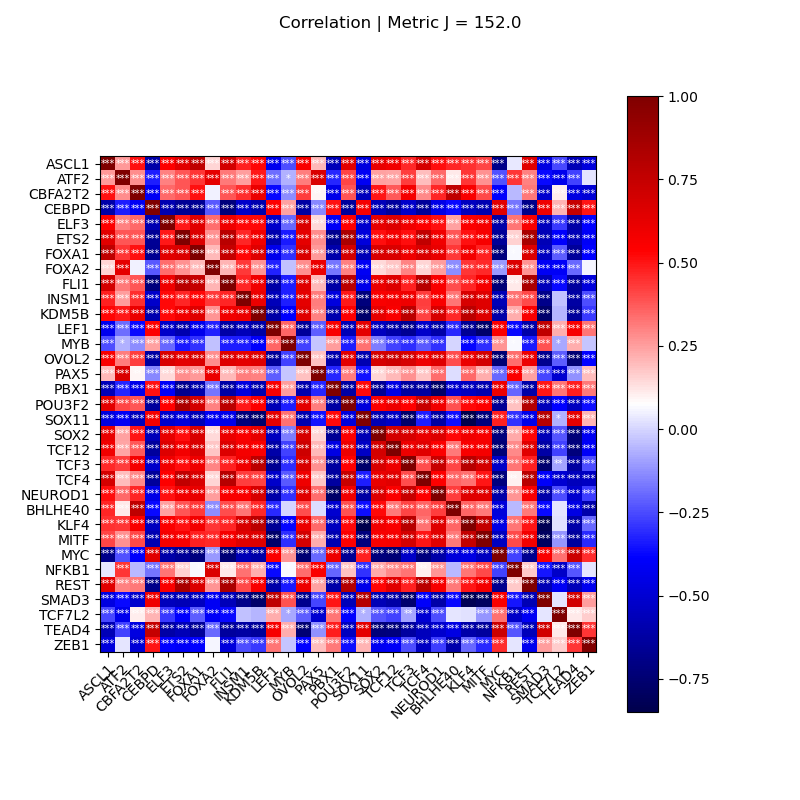 Correlation | Metric J = 152.0
ASCL1
ATF2
CBFA2T2
CEBPD
ELF3
ETS2
FOXA1
FOXA2
FLI1
INSM1
KDM5B
LEF1
MYB
OVOL2
PAX5
PBX1
POU3F2
SOX11
SOX2
TCF12
TCF3
TCF4
NEUROD1
BHLHE40
KLF4
MITF
MYC
NFKB1
REST
SMAD3
TCF7L2
TEAD4
ZEB1
ASCL1 ATF2 CBFA2T2 CEBPD ELF3 ETS2 FOXA1 FOXA2 FLI1 INSM1 KDM5B LEF1 MYB OVOL2 PAX5 PBX1 POU3F2 SOX11 SOX2 TCF12 TCF3 TCF4 NEUROD1 BHLHE40 KLF4 MITF MYC NFKB1 REST SMAD3 TCF7L2 TEAD4 ZEB1
1.00
0.75
0.50
0.25
0.00
−0.25
−0.50
−0.75